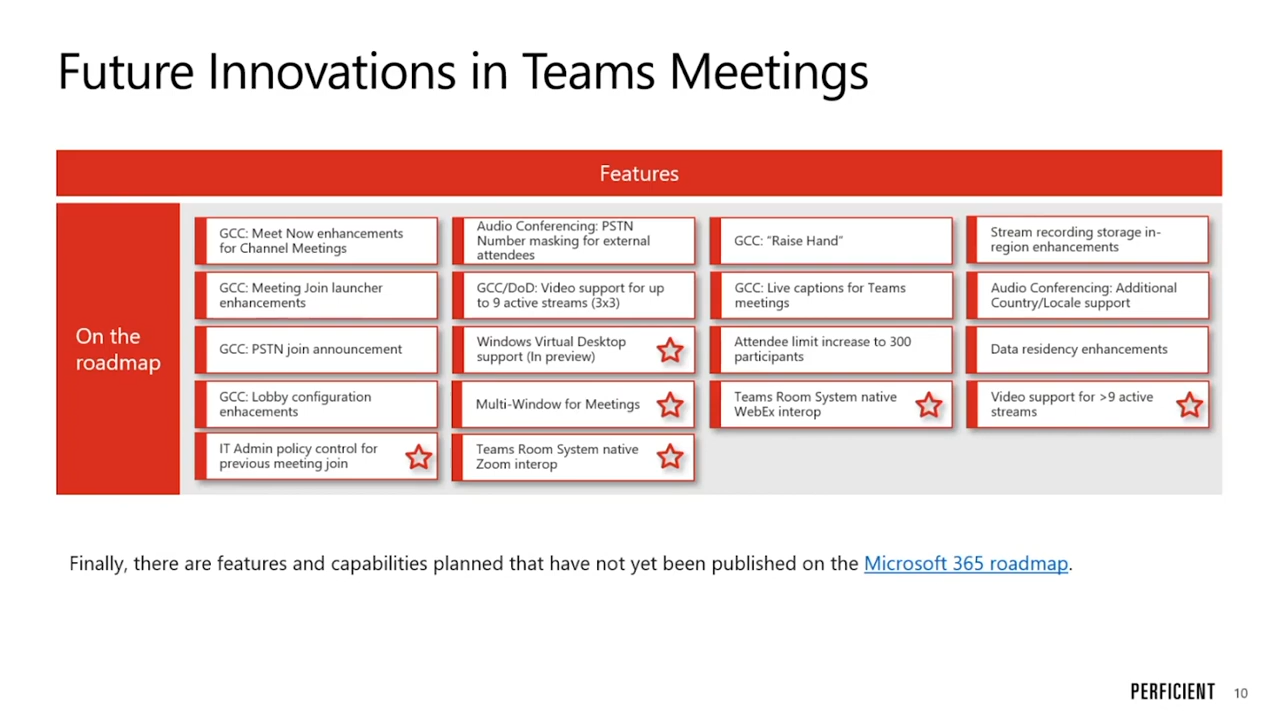 Future Innovations in Teams Meetings
Features
On the
roadmap
GCC: Meet Now enhancements
for Channel Meetings
Audio Conferencing: PSTN
Number masking for external
attendees
GCC: “Raise Hand”
Stream recording storage in-
region enhancements
GCC: Meeting Join launcher
enhancements
GCC/DoD: Video support for up
to 9 active streams (3x3)
GCC: Live captions for Teams
meetings
Audio Conferencing: Additional
Country/Locale support
GCC: PSTN join announcement
Windows Virtual Desktop
support (In preview)
Attendee limit increase to 300
participants
Data residency enhancements
GCC: Lobby configuration
enhacements
Multi-Window for Meetings
Teams Room System native
WebEx interop
Video support for >9 active
streams
IT Admin policy control for
previous meeting join
Teams Room System native
Zoom interop
Finally, there are features and capabilities planned that have not yet been published on the Microsoft 365 roadmap.
PERFICIENT 10